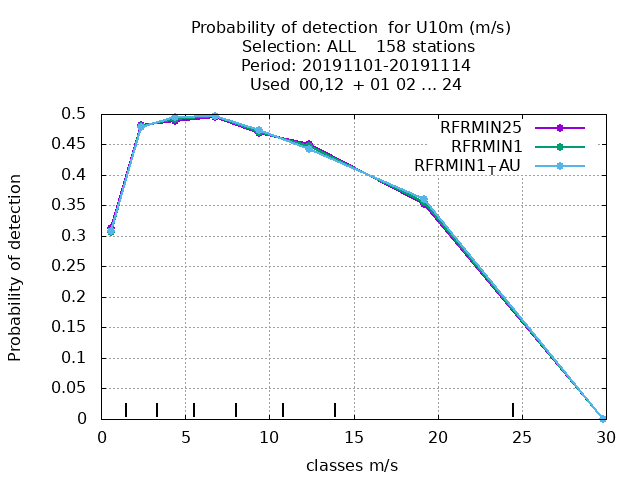 Probability of detection for U10m (m/s)
Selection: ALL 158 stations
Period: 20191101-20191114
Used 00,12 + 01 02 ... 24
0.5
0.45
0.4
0.35
0.3
0.25
0.2
0.15
0.1
0.05
0
Probability of detection
RFRMIN25
RFRMIN1
RFRMIN1TAU
0 5 10 15 20 25 30
classes m/s